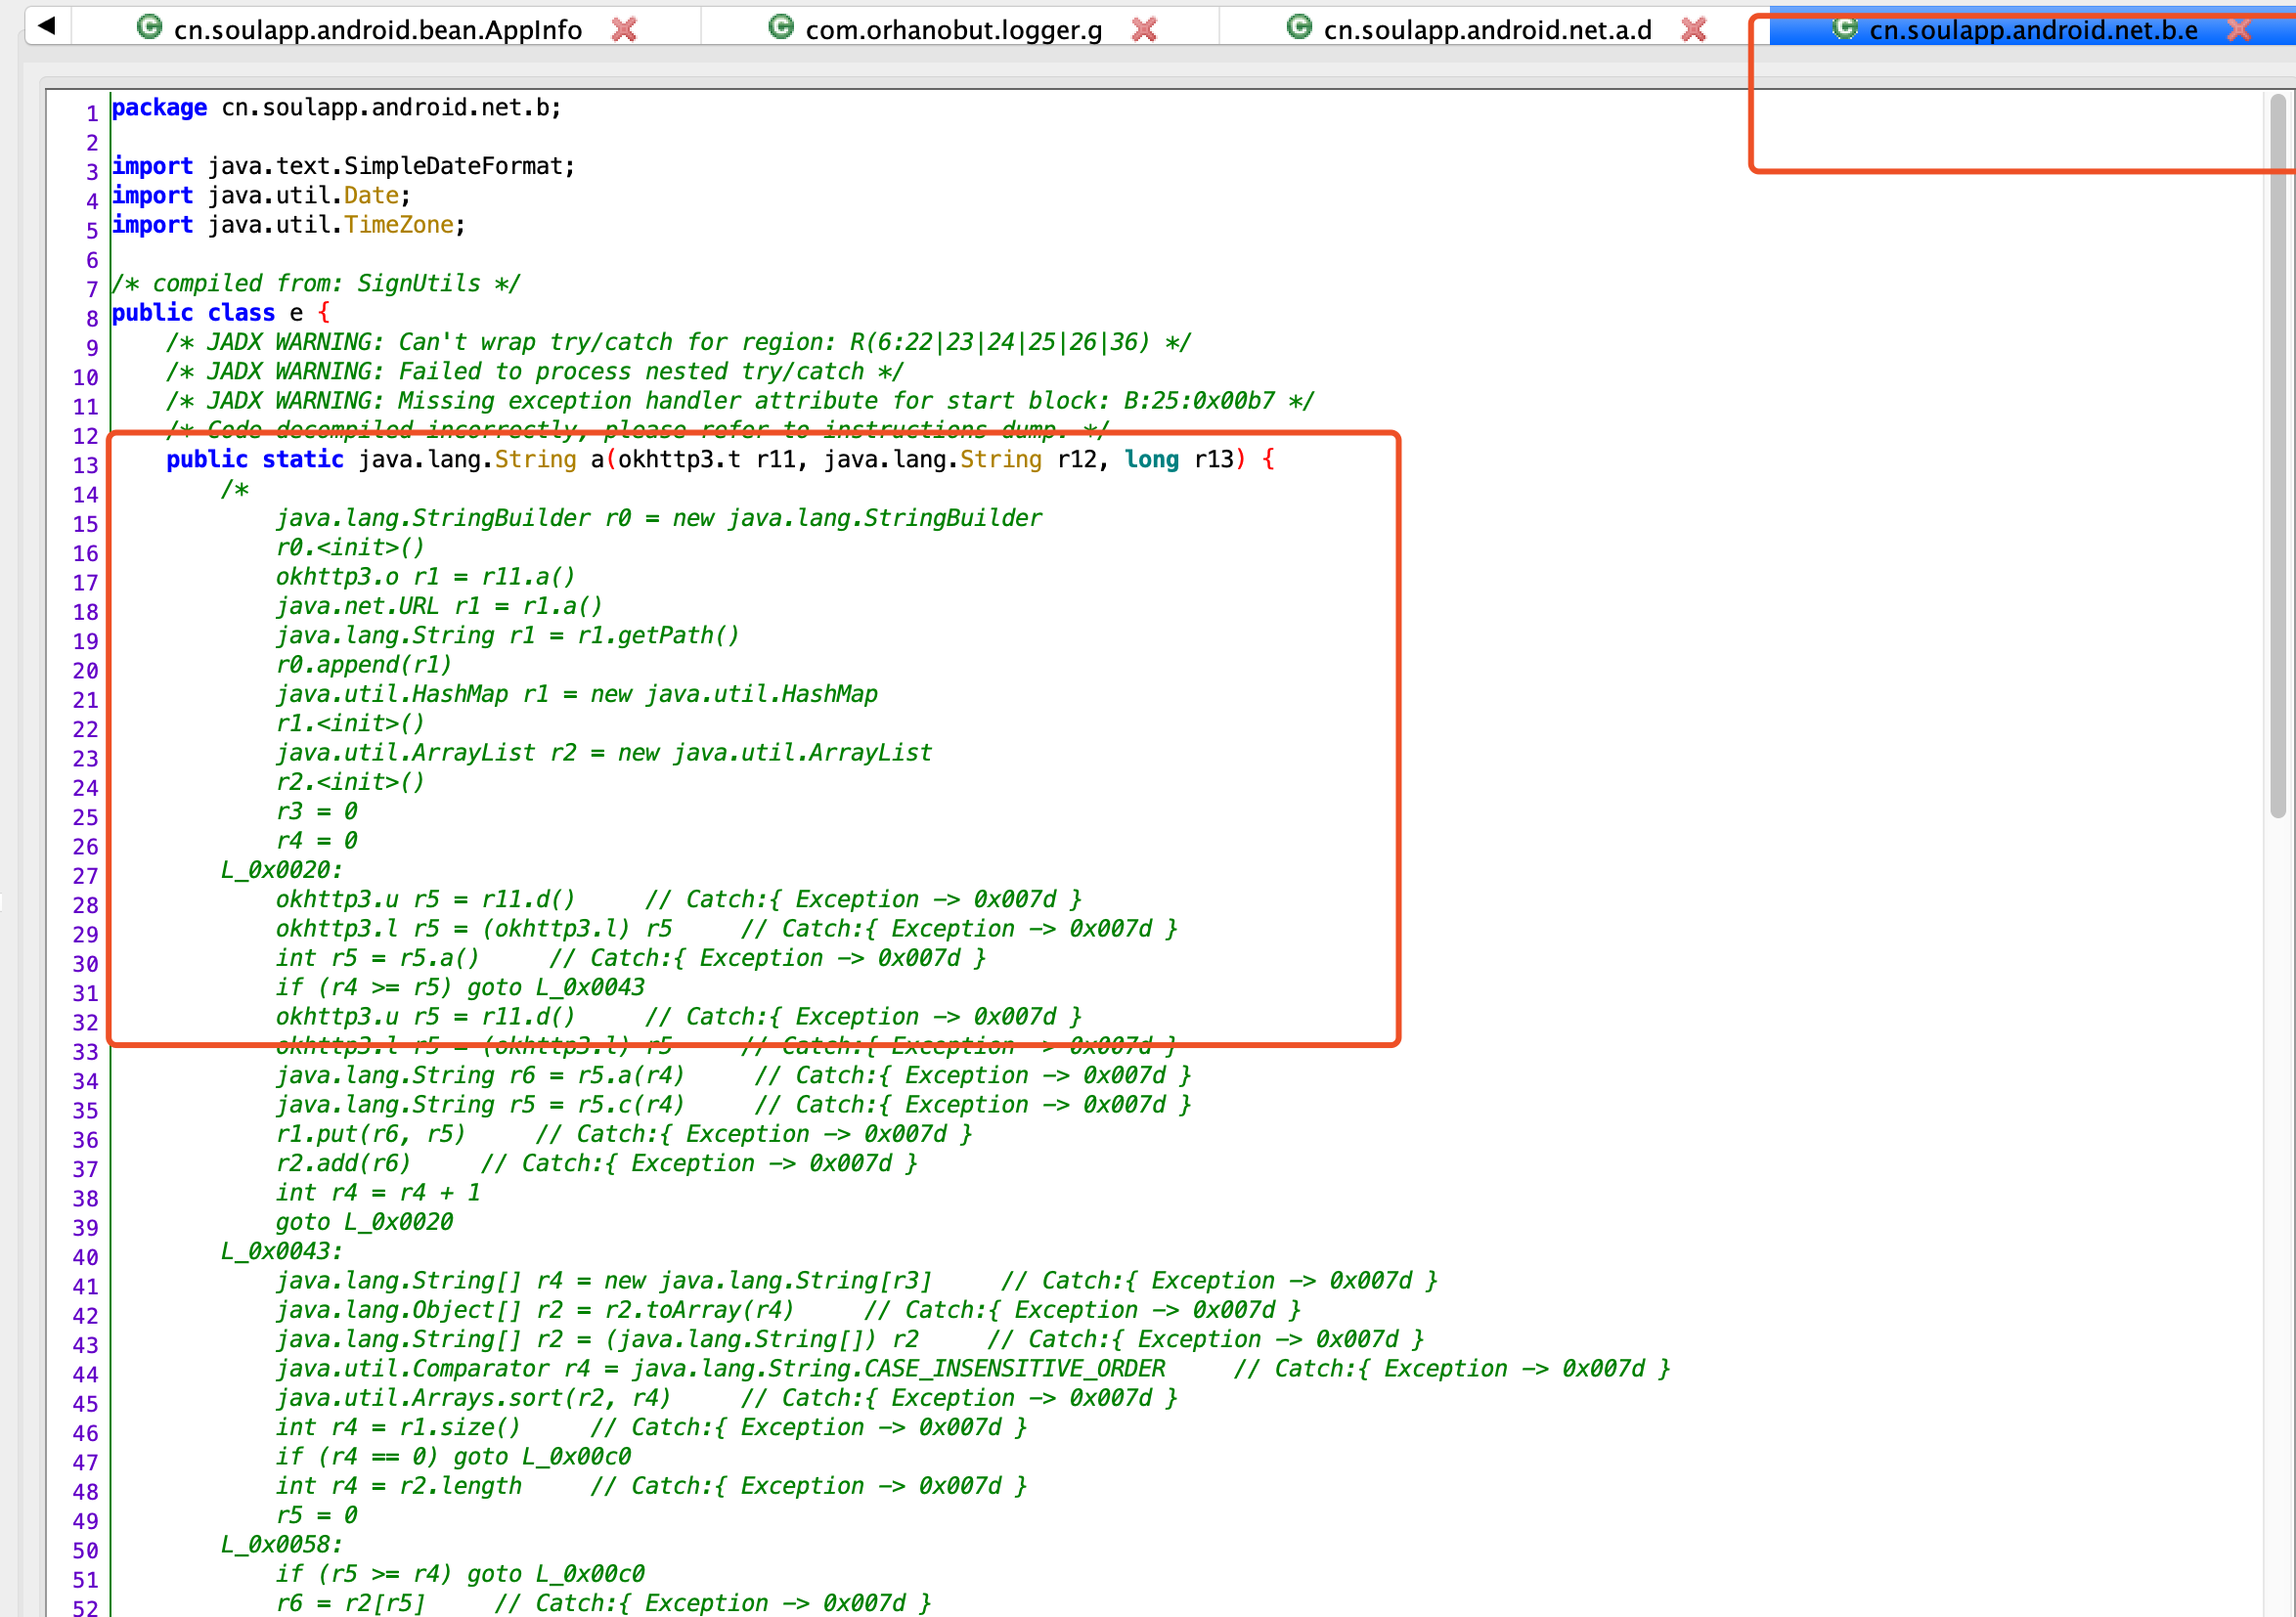 cn.soulapp.android.bean.AppInfo com.orhanobut.logger.g cn.soulapp.android.net.a.d cn.soulapp.android.net.b.e
1 package cn.soulapp.android.net.b;
2
3 import java.text.SimpleDateFormat;
4 import java.util.Date;
5 import java.util.TimeZone;
6
7 /* compiled from: SignUtils */
8 public class e {
9 /* JADX WARNING: Can't wrap try/catch for region: R(6:22|23|24|25|26|36) */
10 /* JADX WARNING: Failed to process nested try/catch */
11 /* JADX WARNING: Missing exception handler attribute for start block: B:25:0x00b7 */
12 /* Code decompiled incorrectly, please refer to instructions dump. */
13 public static java.lang.String a(okhttp3.t r11, java.lang.String r12, long r13) {
14 /*
15 java.lang.StringBuilder r0 = new java.lang.StringBuilder
16 r0.<init>()
17 okhttp3.o r1 = r11.a()
18 java.net.URL r1 = r1.a()
19 java.lang.String r1 = r1.getPath()
20 r0.append(r1)
21 java.util.HashMap r1 = new java.util.HashMap
22 r1.<init>()
23 java.util.ArrayList r2 = new java.util.ArrayList
24 r2.<init>()
25 r3 = 0
26 r4 = 0
27 L_0x0020:
28 okhttp3.u r5 = r11.d() // Catch:{ Exception -> 0x007d }
29 okhttp3.l r5 = (okhttp3.l) r5 // Catch:{ Exception -> 0x007d }
30 int r5 = r5.a() // Catch:{ Exception -> 0x007d }
31 if (r4 >= r5) goto L_0x0043
32 okhttp3.u r5 = r11.d() // Catch:{ Exception -> 0x007d }
33 okhttp3.l r5 = (okhttp3.l) r5 // Catch:{ Exception -> 0x007d }
34 java.lang.String r6 = r5.a(r4) // Catch:{ Exception -> 0x007d }
35 java.lang.String r5 = r5.c(r4) // Catch:{ Exception -> 0x007d }
36 r1.put(r6, r5) // Catch:{ Exception -> 0x007d }
37 r2.add(r6) // Catch:{ Exception -> 0x007d }
38 int r4 = r4 + 1
39 goto L_0x0020
40 L_0x0043:
41 java.lang.String[] r4 = new java.lang.String[r3] // Catch:{ Exception -> 0x007d }
42 java.lang.Object[] r2 = r2.toArray(r4) // Catch:{ Exception -> 0x007d }
43 java.lang.String[] r2 = (java.lang.String[]) r2 // Catch:{ Exception -> 0x007d }
44 java.util.Comparator r4 = java.lang.String.CASE_INSENSITIVE_ORDER // Catch:{ Exception -> 0x007d }
45 java.util.Arrays.sort(r2, r4) // Catch:{ Exception -> 0x007d }
46 int r4 = r1.size() // Catch:{ Exception -> 0x007d }
47 if (r4 == 0) goto L_0x00c0
48 int r4 = r2.length // Catch:{ Exception -> 0x007d }
49 r5 = 0
50 L_0x0058:
51 if (r5 >= r4) goto L_0x00c0
52 r6 = r2[r5] // Catch:{ Exception -> 0x007d }